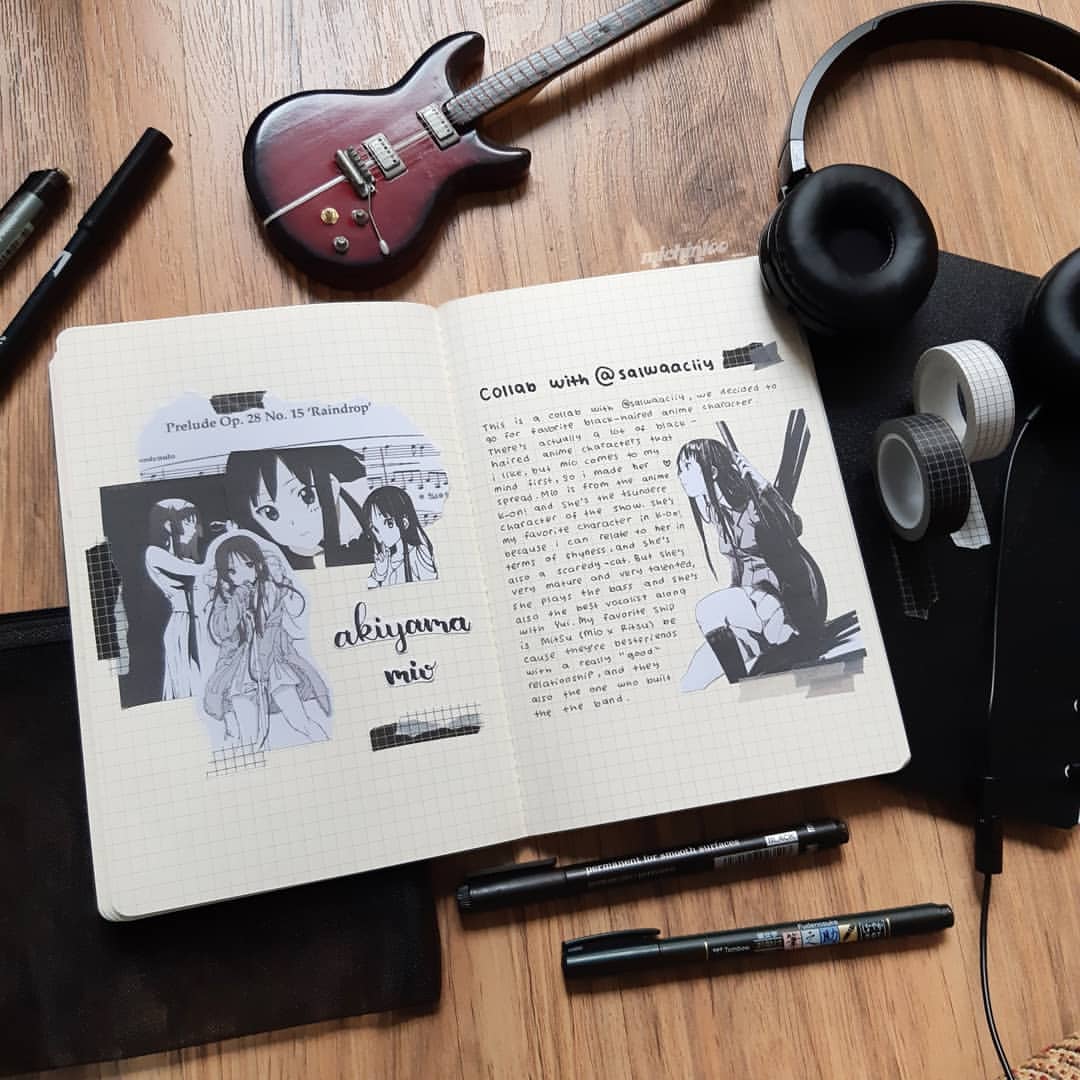 michinkoo_
Prelude Op. 28 No. 15 'Raindrop'
akiyama
mio
Collab with @salwaacliy
This is a collab with @salwaacliy, we decided to
go for favorite black-haired anime character.
There's actually a lot of black-
haired anime characters that
i like, but mio comes to my
mind first, so i made her ♡
spread. Mio is from the anime
K-ON! and she's the tsundere
character of the show. She's
my favorite character in K-on!
because i can relate to her in
terms of shyness, and she's
also a scaredy-cat. But she's
very mature and very talented,
she plays the bass and she's
also the best vocalist along
with Yui. My favorite ship
is MitSu (Mio x Ritsu) be
cause they're bestfriends
with a really "good"
relationship, and they
also the one who built
the the band.
permanent for smooth surfaces
BLACK
Tombow
Fudenosuke